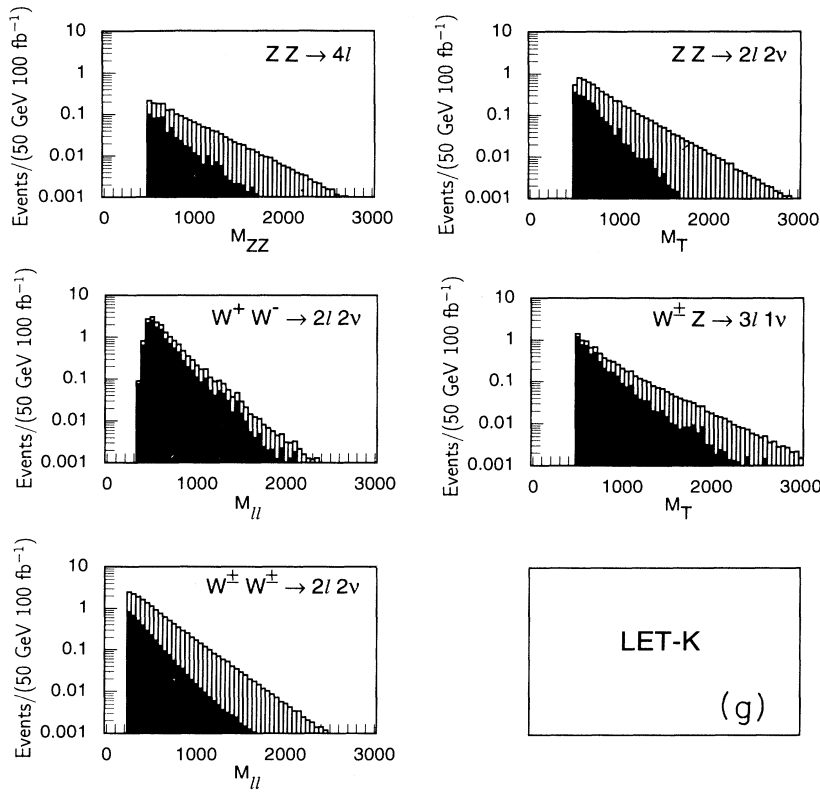 Events/(50 GeV 100 fb⁻¹)
Z Z → 4l
1
0.1
0.01
0.001
0 1000 2000 3000
M_ZZ
Events/(50 GeV 100 fb⁻¹)
Z Z → 2l 2ν
1
0.1
0.01
0.001
0 1000 2000 3000
M_T
Events/(50 GeV 100 fb⁻¹)
W⁺ W⁻ → 2l 2ν
1
0.1
0.01
0.001
0 1000 2000 3000
M_ll
Events/(50 GeV 100 fb⁻¹)
W± Z → 3l 1ν
1
0.1
0.01
0.001
0 1000 2000 3000
M_T
Events/(50 GeV 100 fb⁻¹)
W± W± → 2l 2ν
1
0.1
0.01
0.001
0 1000 2000 3000
M_ll
LET-K
(g)